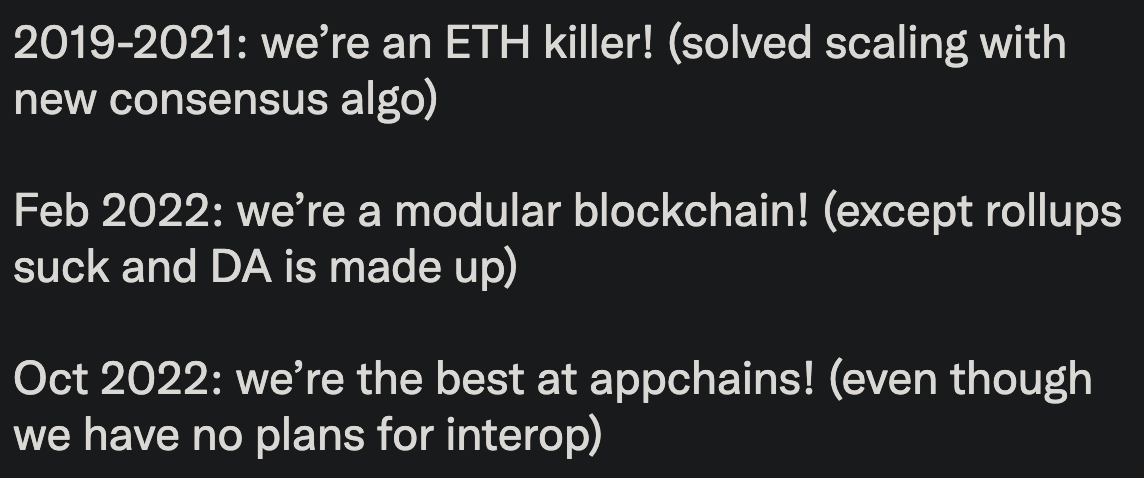 2019-2021: we’re an ETH killer! (solved scaling with
new consensus algo)
Feb 2022: we’re a modular blockchain! (except rollups
suck and DA is made up)
Oct 2022: we’re the best at appchains! (even though
we have no plans for interop)